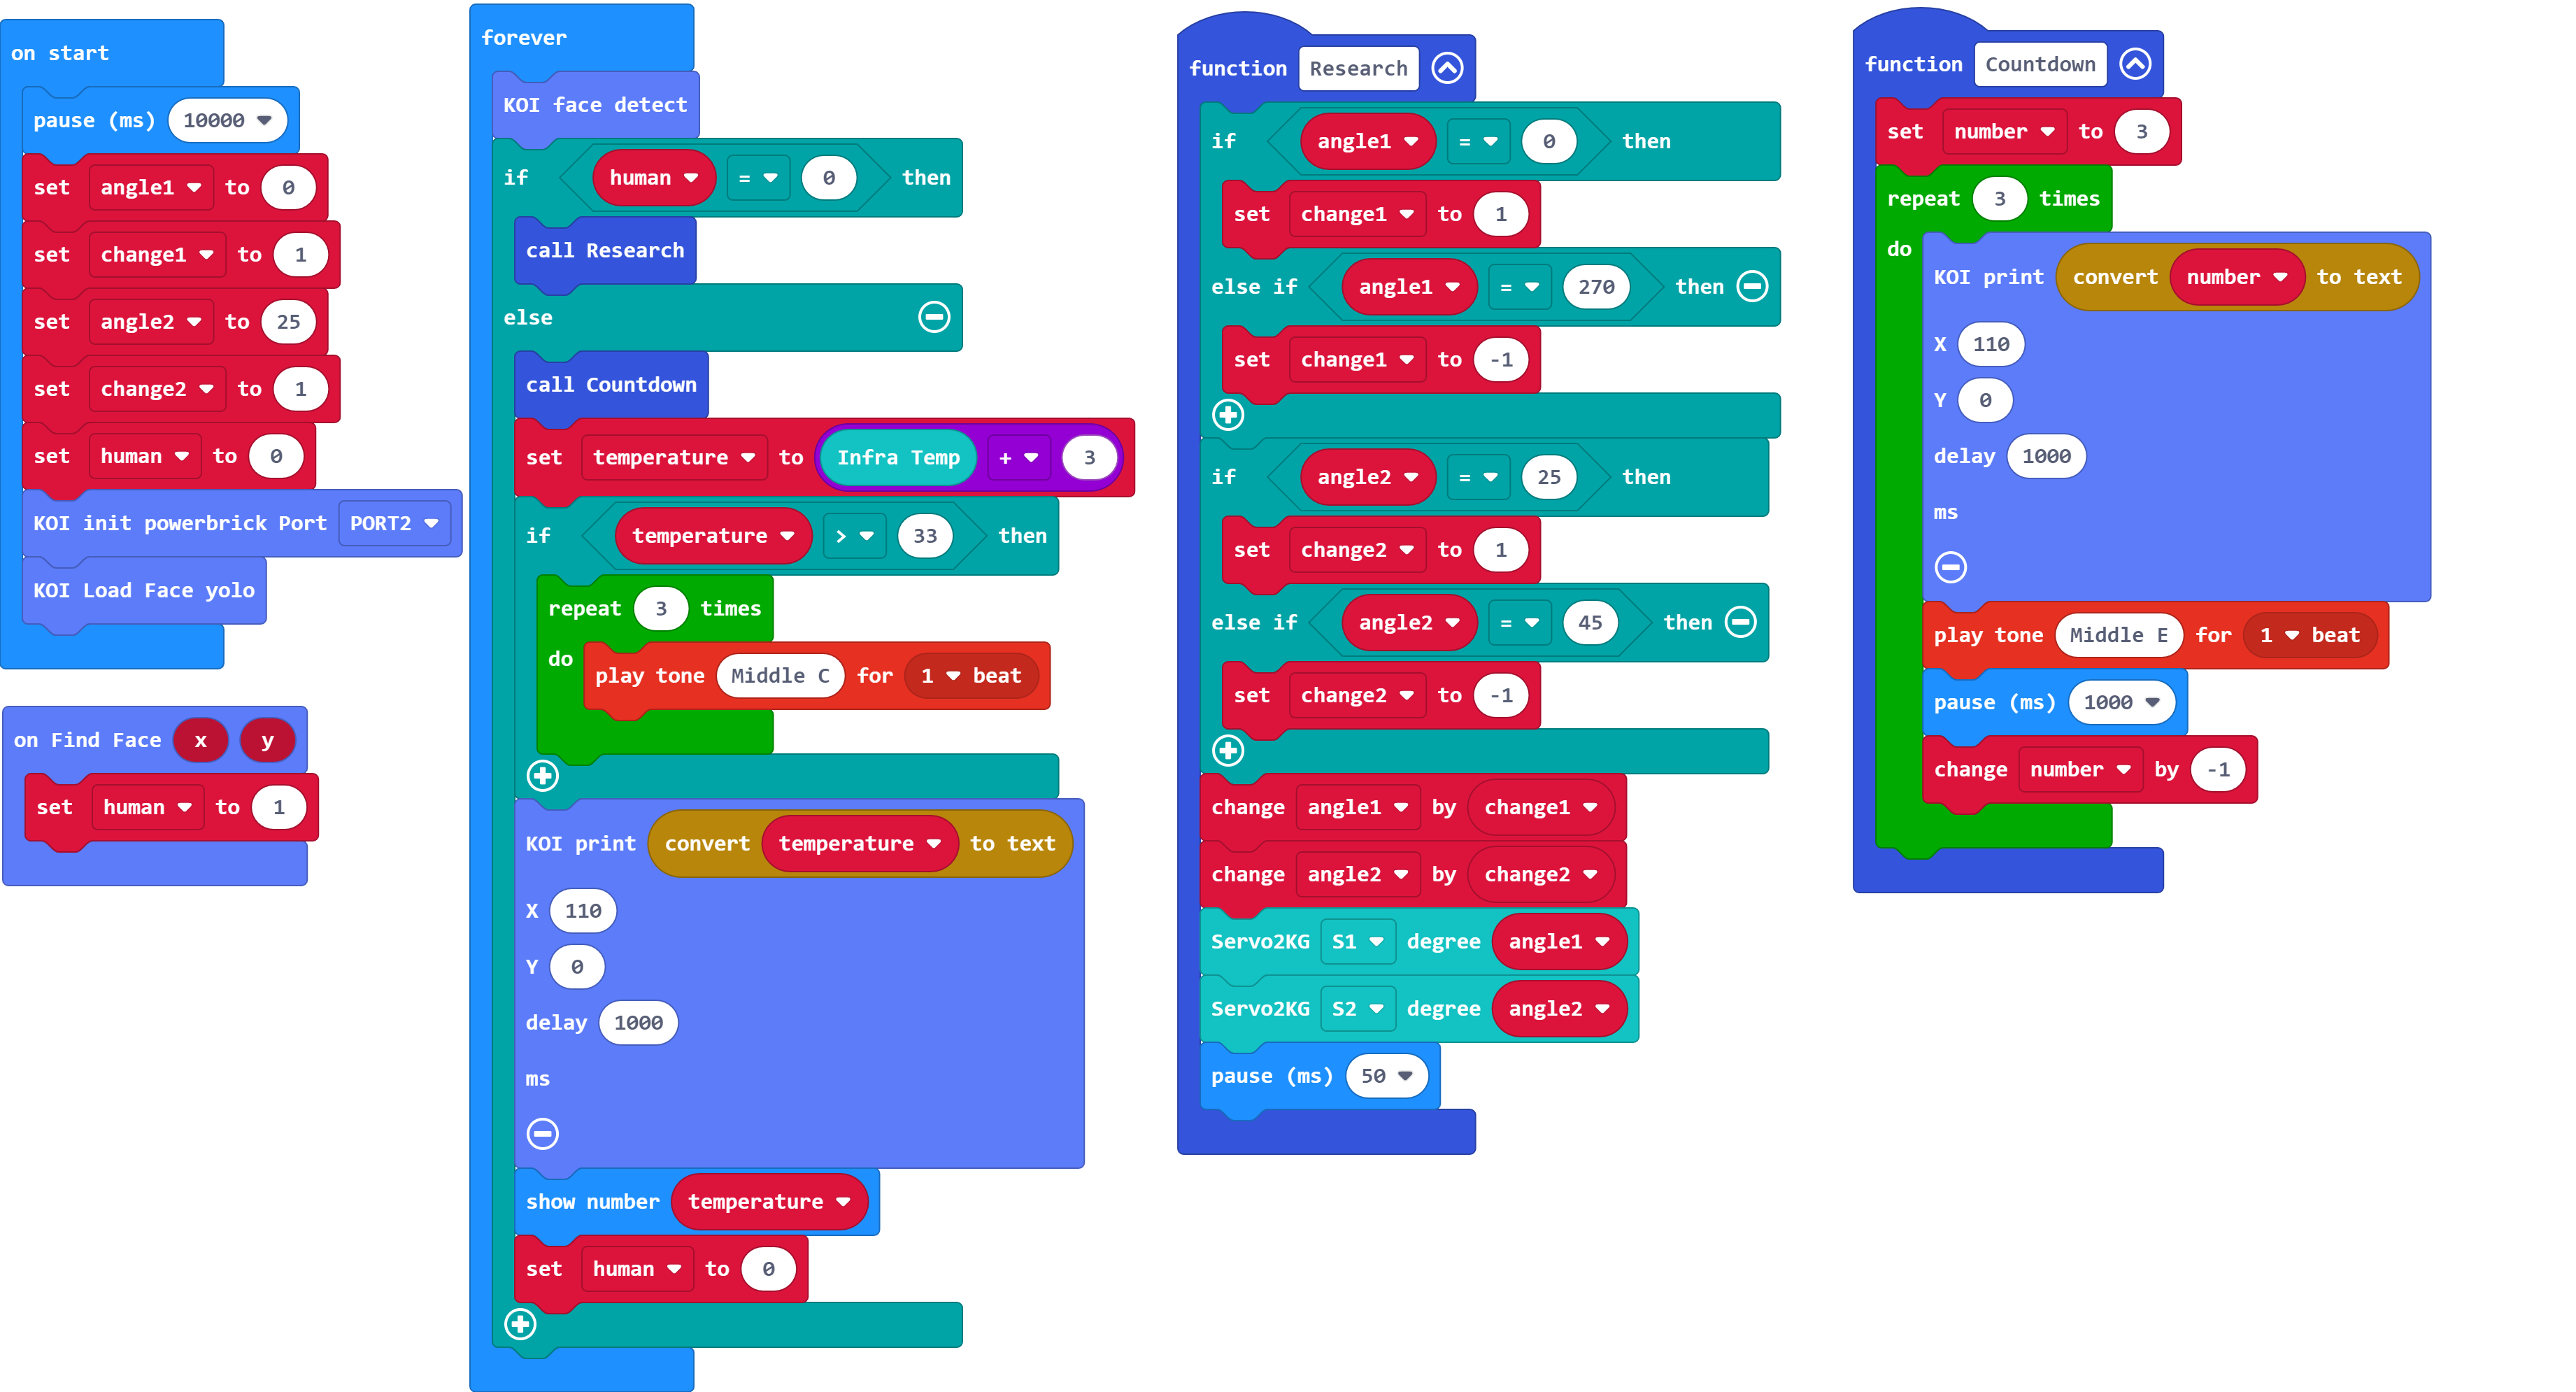 on start
pause (ms) 10000
set angle1 to 0
set change1 to 1
set angle2 to 25
set change2 to 1
set human to 0
KOI init powerbrick Port PORT2
KOI Load Face yolo
on Find Face x y
set human to 1
forever
KOI face detect
if human = 0 then
call Research
else
call Countdown
set temperature to Infra Temp + 3
if temperature > 33 then
repeat 3 times
do
play tone Middle C for 1 beat
KOI print convert temperature to text
X 110
Y 0
delay 1000
ms
show number temperature
set human to 0
function Research
if angle1 = 0 then
set change1 to 1
else if angle1 = 270 then
set change1 to -1
if angle2 = 25 then
set change2 to 1
else if angle2 = 45 then
set change2 to -1
change angle1 by change1
change angle2 by change2
Servo2KG S1 degree angle1
Servo2KG S2 degree angle2
pause (ms) 50
function Countdown
set number to 3
repeat 3 times
do
KOI print convert number to text
X 110
Y 0
delay 1000
ms
play tone Middle E for 1 beat
pause (ms) 1000
change number by -1